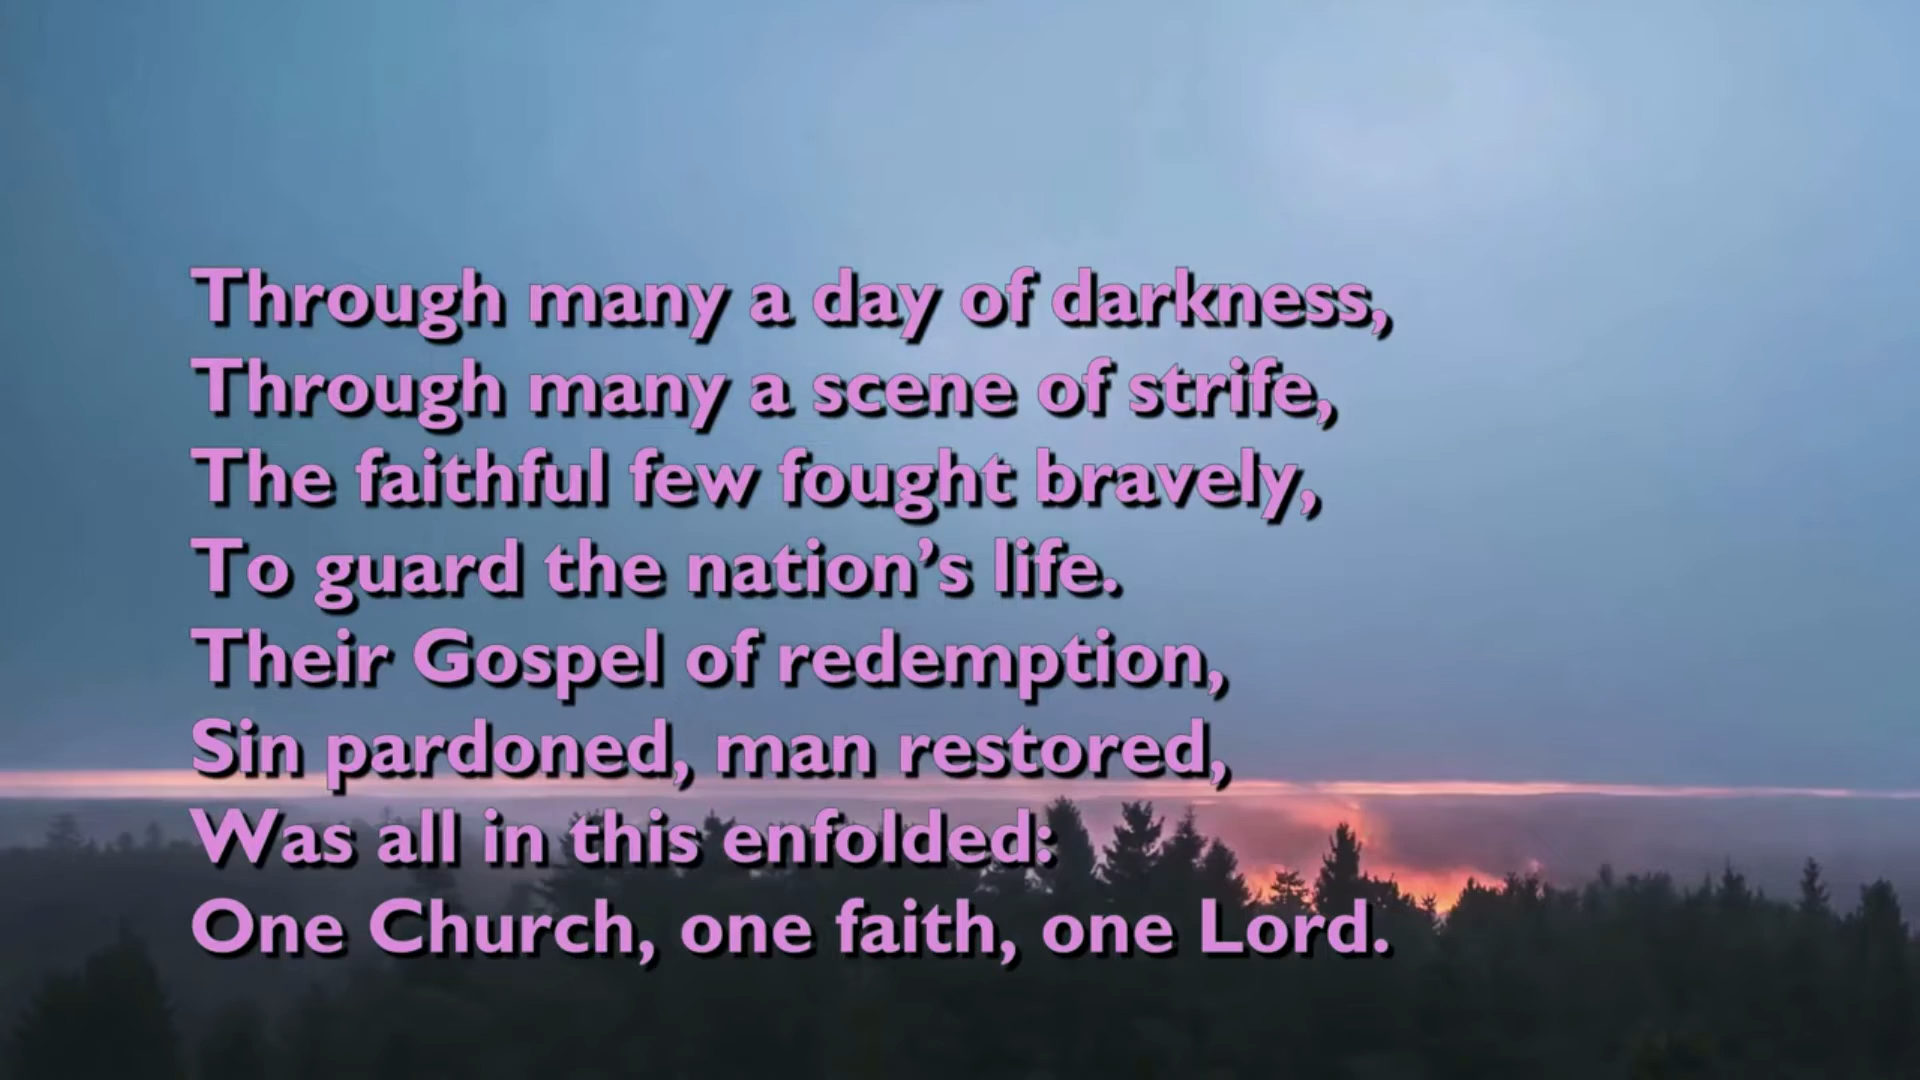 Through many a day of darkness,
Through many a scene of strife,
The faithful few fought bravely,
To guard the nation’s life.
Their Gospel of redemption,
Sin pardoned, man restored,
Was all in this enfolded:
One Church, one faith, one Lord.